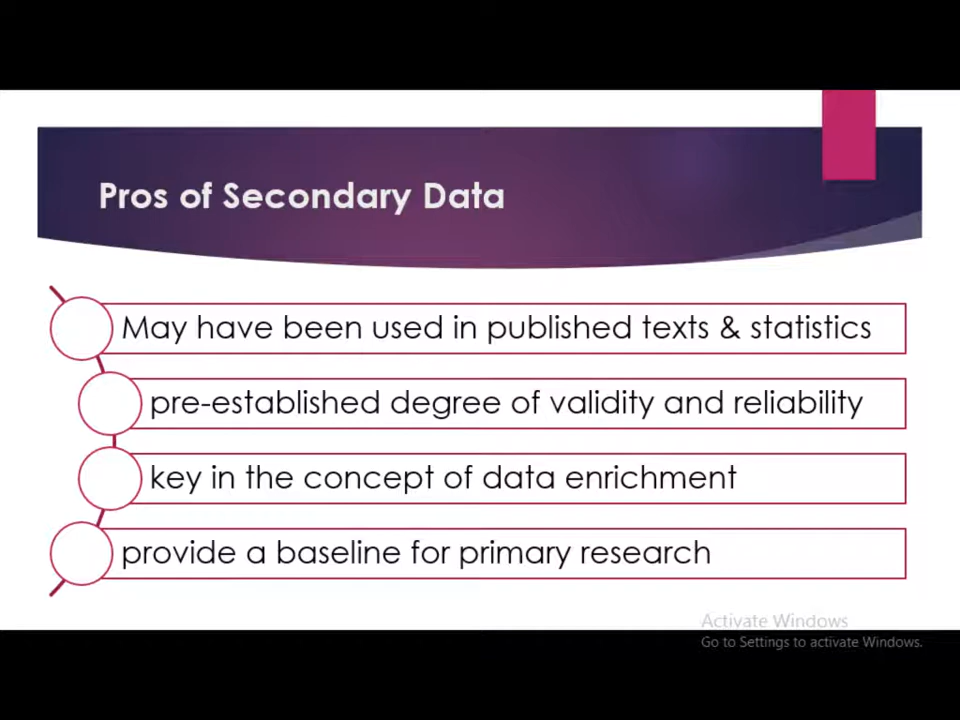 Pros of Secondary Data
May have been used in published texts & statistics
pre-established degree of validity and reliability
key in the concept of data enrichment
provide a baseline for primary research
Activate Windows
Go to Settings to activate Windows.